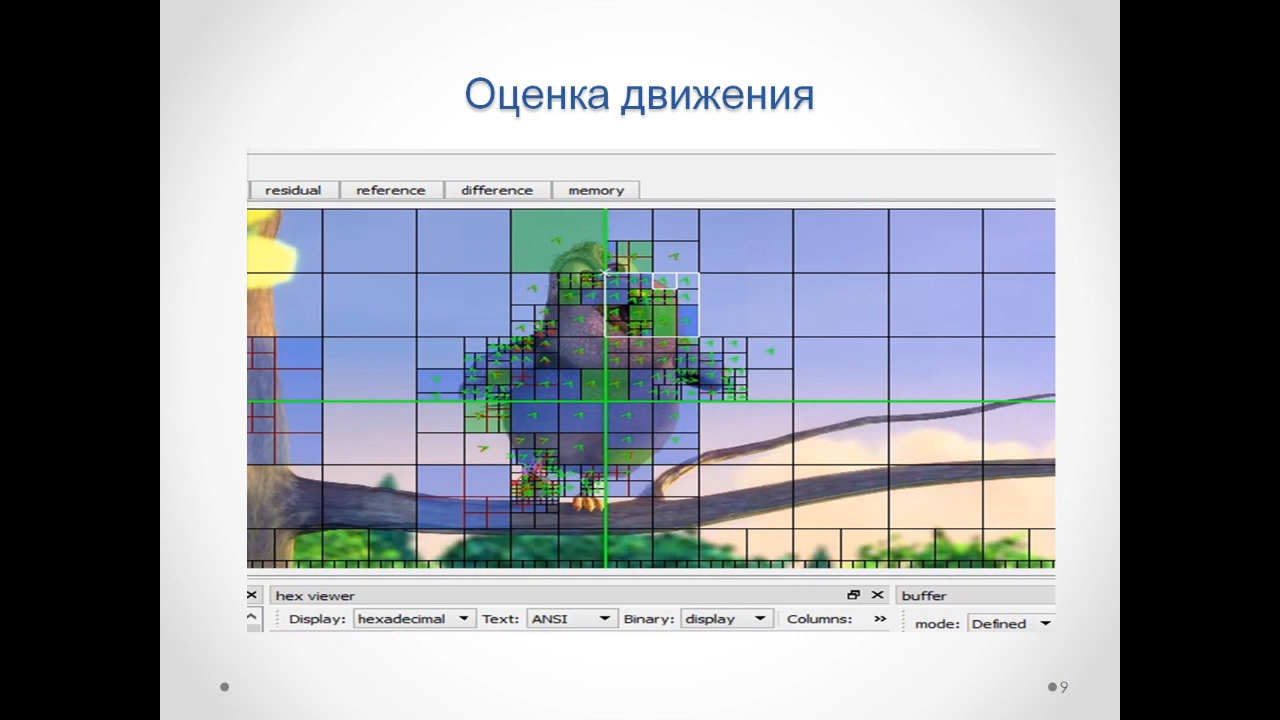 Оценка движения
residual reference difference memory
hex viewer buffer
Display: hexadecimal Text: ANSI Binary: display Columns: » mode: Defined
9